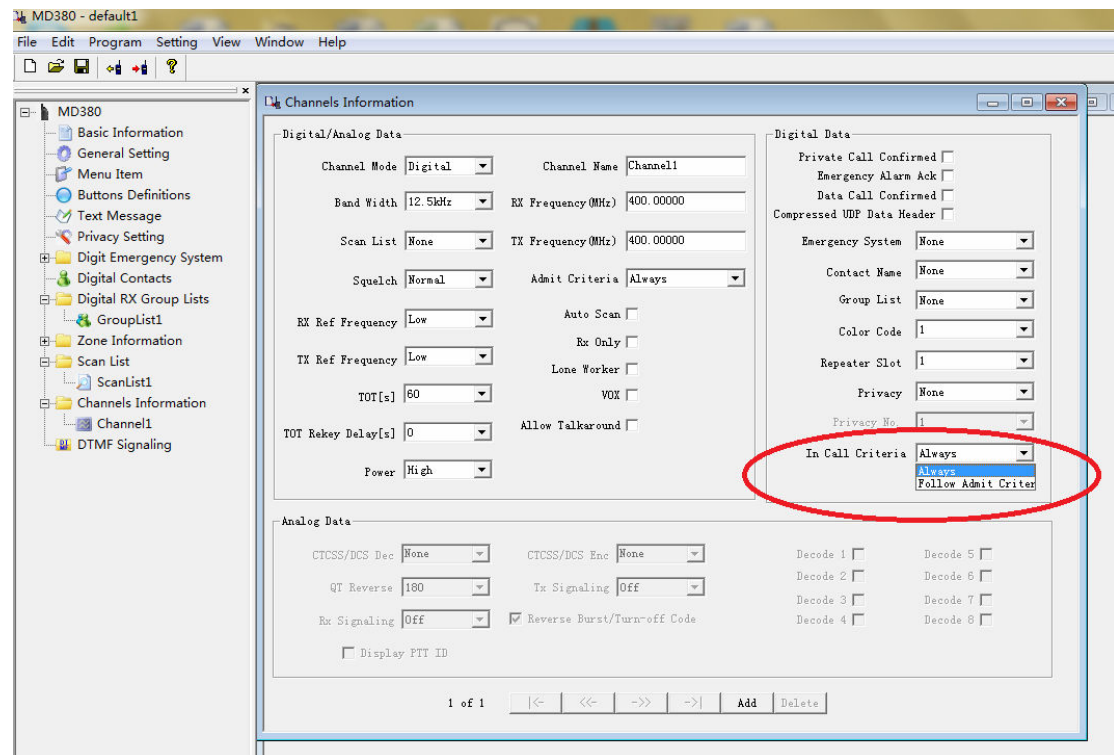 MD380 - default1
File Edit Program Setting View Window Help
MD380
Basic Information
General Setting
Menu Item
Buttons Definitions
Text Message
Privacy Setting
Digit Emergency System
Digital Contacts
Digital RX Group Lists
GroupList1
Zone Information
Scan List
ScanList1
Channels Information
Channel1
DTMF Signaling
Channels Information
Digital/Analog Data
Channel Mode Digital
Band Width 12.5kHz
Scan List None
Squelch Normal
RX Ref Frequency Low
TX Ref Frequency Low
TOT[s] 60
TOT Rekey Delay[s] 0
Power High
Channel Name Channel1
RX Frequency(MHz) 400.00000
TX Frequency(MHz) 400.00000
Admit Criteria Always
Auto Scan
Rx Only
Lone Worker
VOX
Allow Talkaround
Digital Data
Private Call Confirmed
Emergency Alarm Ack
Data Call Confirmed
Compressed UDP Data Header
Emergency System None
Contact Name None
Group List None
Color Code 1
Repeater Slot 1
Privacy None
Privacy No. 1
In Call Criteria Always
Always
Follow Admit Criter
Analog Data
CTCSS/DCS Dec None
QT Reverse 180
Rx Signaling Off
Display PTT ID
CTCSS/DCS Enc None
Tx Signaling Off
Reverse Burst/Turn-off Code
Decode 1
Decode 2
Decode 3
Decode 4
Decode 5
Decode 6
Decode 7
Decode 8
1 of 1 |<- <<- ->> ->| Add Delete